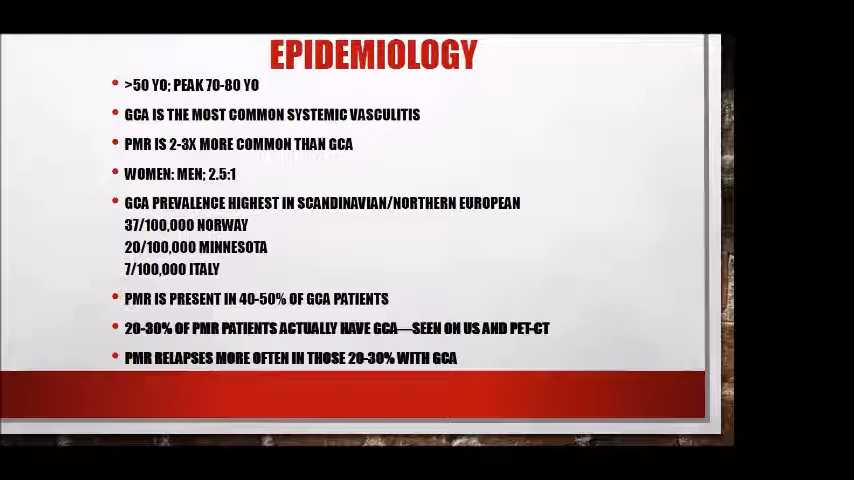 EPIDEMIOLOGY
• >50 YO; PEAK 70-80 YO
• GCA IS THE MOST COMMON SYSTEMIC VASCULITIS
• PMR IS 2-3X MORE COMMON THAN GCA
• WOMEN: MEN; 2.5:1
• GCA PREVALENCE HIGHEST IN SCANDINAVIAN/NORTHERN EUROPEAN
37/100,000 NORWAY
20/100,000 MINNESOTA
7/100,000 ITALY
• PMR IS PRESENT IN 40-50% OF GCA PATIENTS
• 20-30% OF PMR PATIENTS ACTUALLY HAVE GCA—SEEN ON US AND PET-CT
• PMR RELAPSES MORE OFTEN IN THOSE 20-30% WITH GCA